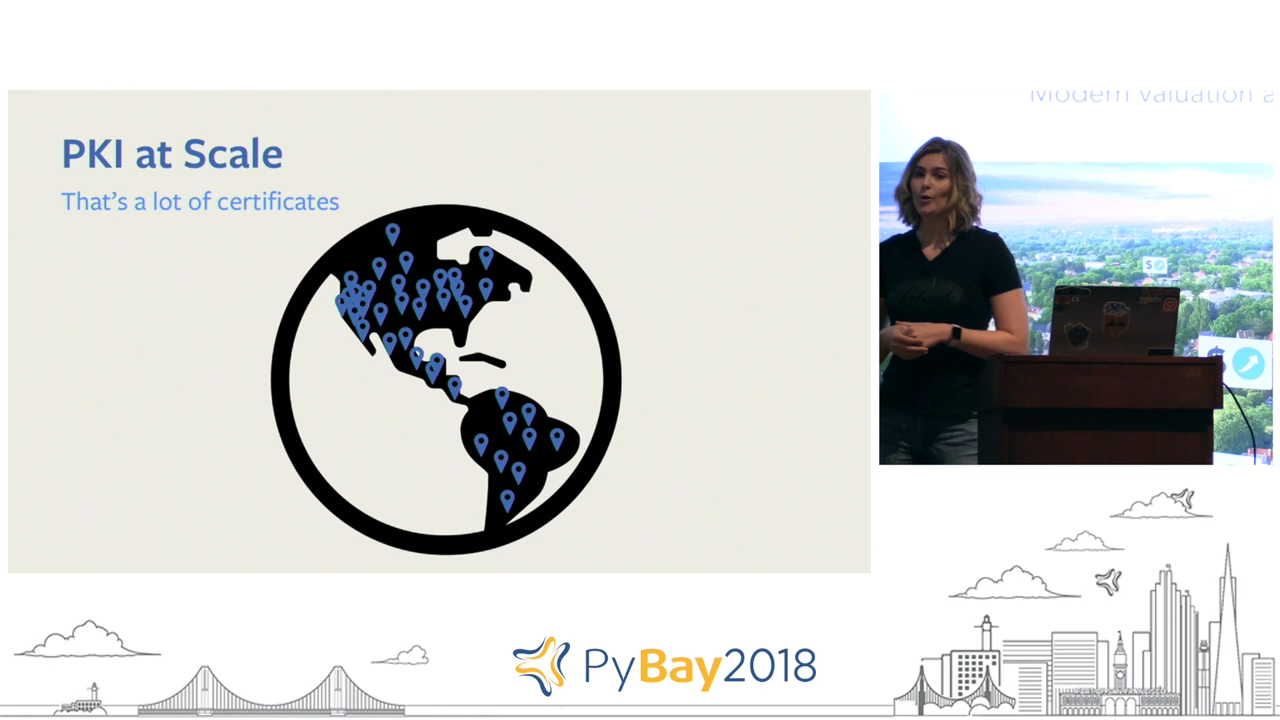 PKI at Scale
That's a lot of certificates
Modern valuation a
PyBay2018